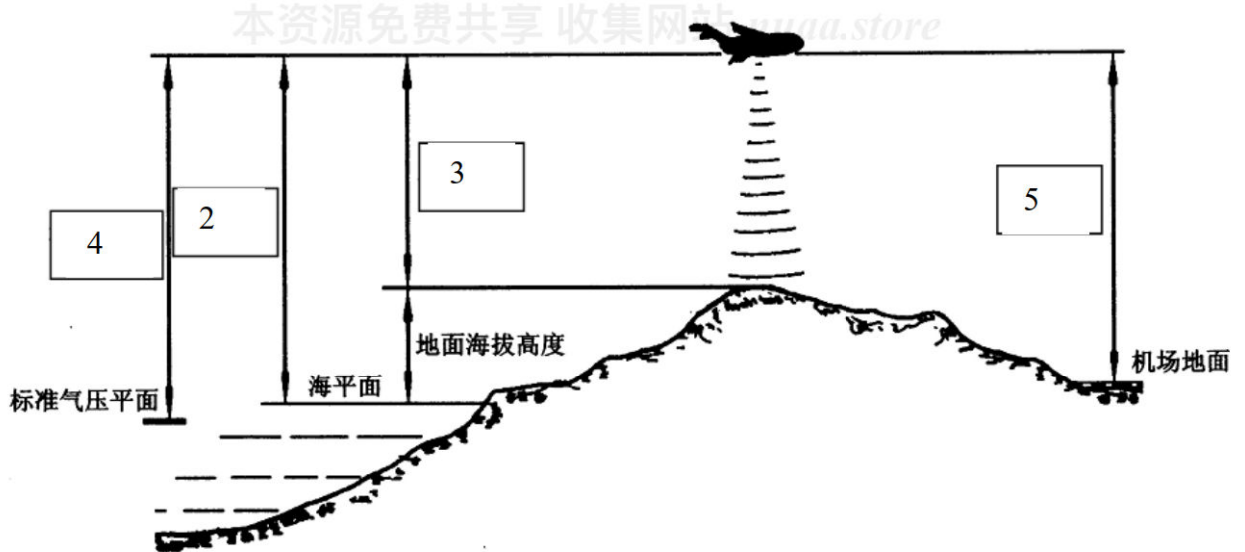 本资源免费共享 收集网站 nuaa.store
3
2
5
4
地面海拔高度
机场地面
海平面
标准气压平面